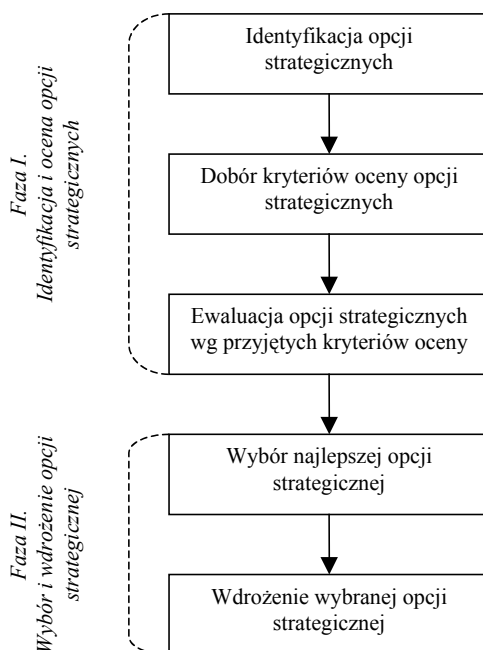 Faza I.
Identyfikacja i ocena opcji
strategicznych
Identyfikacja opcji
strategicznych
Dobór kryteriów oceny opcji
strategicznych
Ewaluacja opcji strategicznych
wg przyjętych kryteriów oceny
Faza II.
Wybór i wdrożenie opcji
strategicznej
Wybór najlepszej opcji
strategicznej
Wdrożenie wybranej opcji
strategicznej